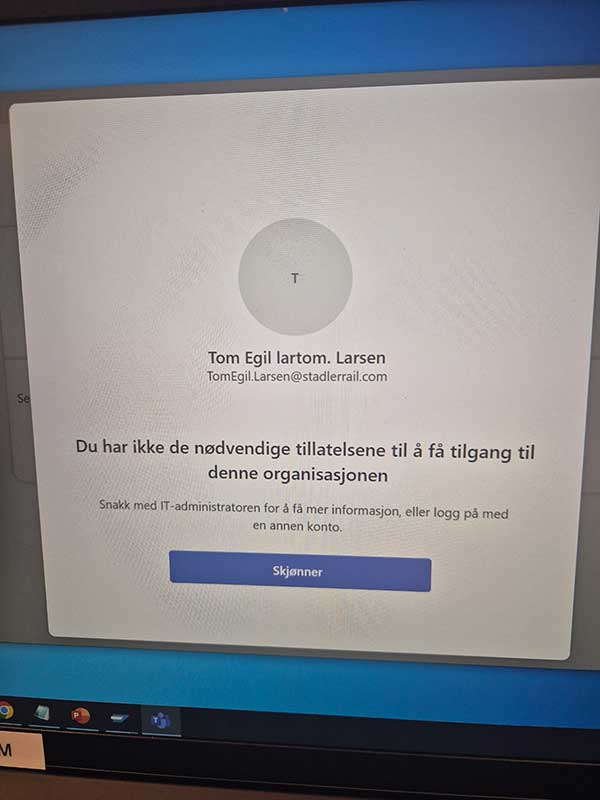 T
Tom Egil lartom. Larsen
TomEgil.Larsen@stadlerrail.com
Se
Du har ikke de nødvendige tillatelsene til å få tilgang til
denne organisasjonen
Snakk med IT-administratoren for å få mer informasjon, eller logg på med
en annen konto.
Skjønner
P
T
M